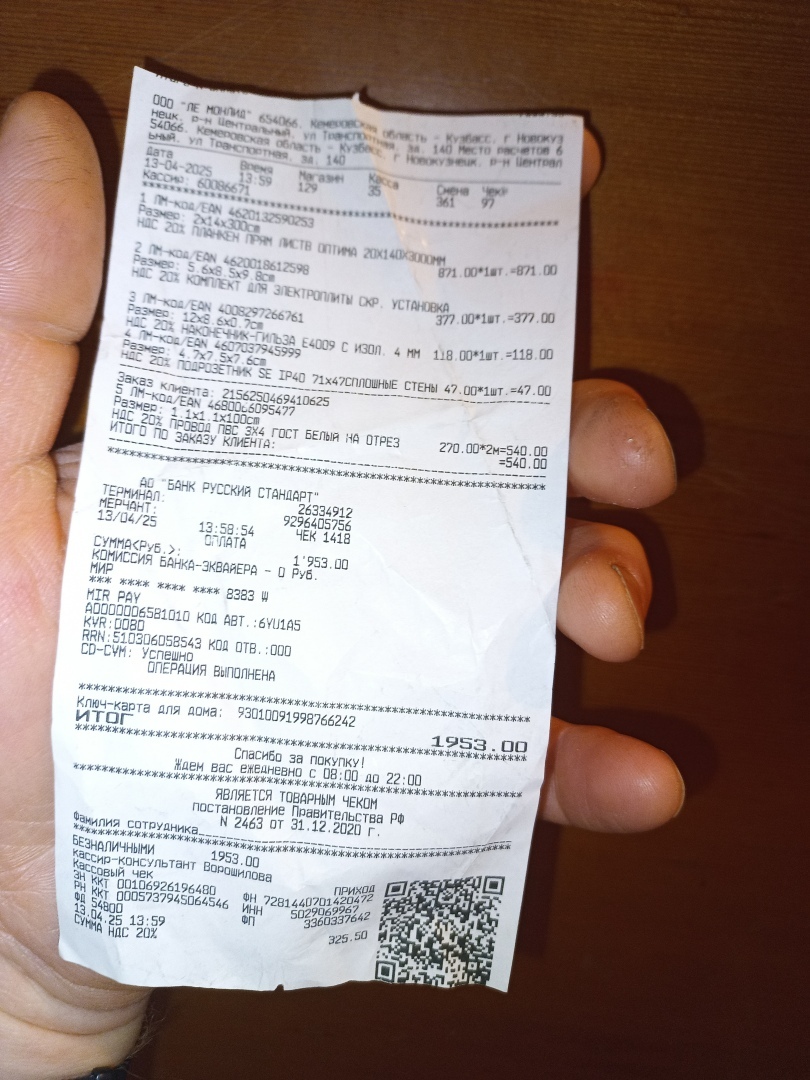 ООО "ЛЕ МОНЛИД" 654066, Кемеровская область - Кузбасс, г Новокуз
нецк, р-н Центральный, ул Транспортная, зд. 140 Место расчетов 6
54066, Кемеровская область - Кузбасс, г Новокузнецк, р-н Централ
ьный, ул Транспортная, зд. 140
Дата Время Магазин Касса Смена Чек#
13-04-2025 13:59 129 35 361 97
Кассир: 60086671
1 ЛМ-код/EAN 4620132590253
Размер: 2x14x300cm
НДС 20% ПЛАНКЕН ПРЯМ ЛИСТВ ОПТИМА 20X140X3000ММ
871.00*1шт.=871.00
2 ЛМ-код/EAN 4620018612598
Размер: 5.6x8.5x9.8cm
НДС 20% КОМПЛЕКТ ДЛЯ ЭЛЕКТРОПЛИТЫ СКР. УСТАНОВКА
377.00*1шт.=377.00
3 ЛМ-код/EAN 4008297266761
Размер: 12x8.6x0.7cm
НДС 20% НАКОНЕЧНИК-ГИЛЬЗА E4009 С ИЗОЛ. 4 ММ 118.00*1шт.=118.00
4 ЛМ-код/EAN 4607037945999
Размер: 4.7x7.5x7.6cm
НДС 20% ПОДРОЗЕТНИК SE IP40 71x47СПЛОШНЫЕ СТЕНЫ 47.00*1шт.=47.00
Заказ клиента: 2156250469410625
5 ЛМ-код/EAN 4680066095477
Размер: 1.1x1.1x100cm
НДС 20% ПРОВОД ПВС 3X4 ГОСТ БЕЛЫЙ НА ОТРЕЗ 270.00*2м=540.00
ИТОГО ПО ЗАКАЗУ КЛИЕНТА: =540.00
АО "БАНК РУССКИЙ СТАНДАРТ"
ТЕРМИНАЛ: 26334912
МЕРЧАНТ: 9296405756
13/04/25 13:58:54 ЧЕК 1418
ОПЛАТА
СУММА<РУБ.>: 1'953.00
КОМИССИЯ БАНКА-ЭКВАЙЕРА - 0 Руб.
МИР
*** **** **** **** 8383 W
MIR PAY
A0000006581010 КОД АВТ.:6YU1A5
KVR:00B0
RRN:510306058543 КОД ОТВ.:000
CD-CVM: Успешно
ОПЕРАЦИЯ ВЫПОЛНЕНА
Ключ-карта для дома: 93010091998766242
ИТОГ 1953.00
Спасибо за покупку!
Ждем вас ежедневно с 08:00 до 22:00
ЯВЛЯЕТСЯ ТОВАРНЫМ ЧЕКОМ
постановление Правительства РФ
N 2463 от 31.12.2020 г.
Фамилия сотрудника
БЕЗНАЛИЧНЫМИ 1953.00
кассир-консультант Ворошилова
Кассовый чек ПРИХОД
ЗН ККТ 00106926196480 ФН 7281440701420472
РН ККТ 0005737945064546 ИНН 5029069967
ФД 54800 ФП 3360337642
13.04.25 13:59
СУММА НДС 20% 325.50